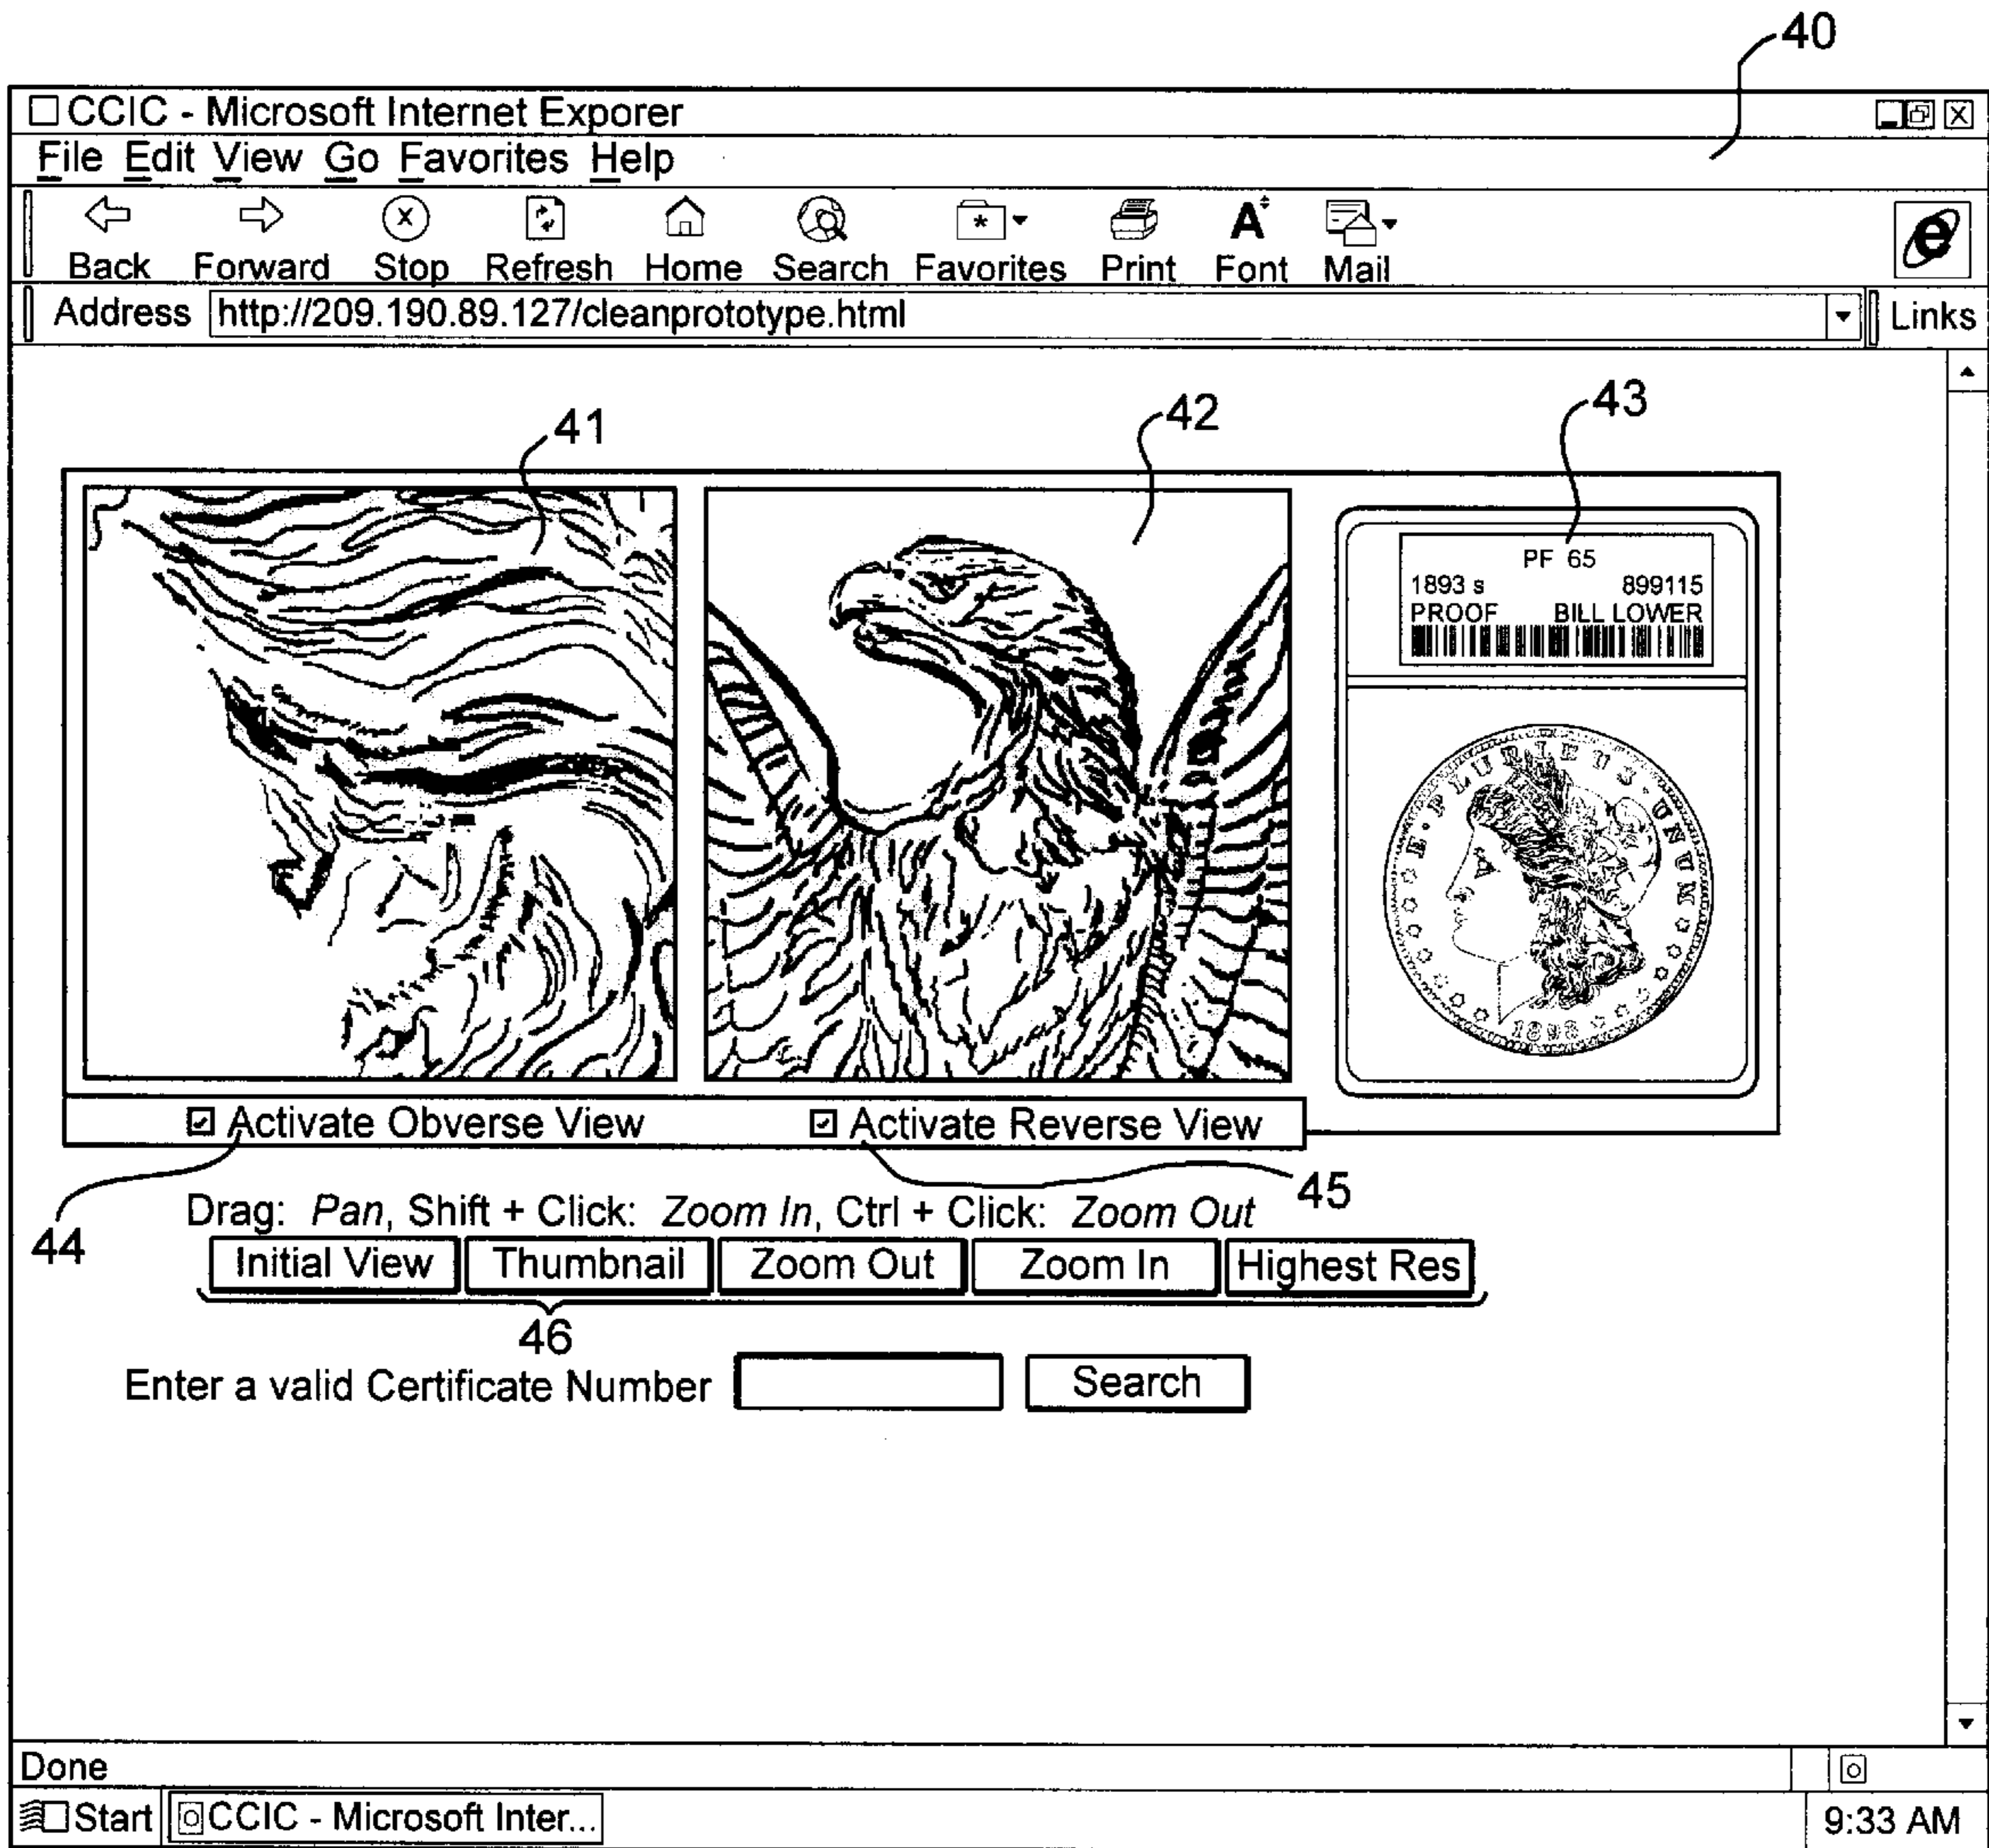 40
CCIC - Microsoft Internet Exporer
File Edit View Go Favorites Help
Back Forward Stop Refresh Home Search Favorites Print Font Mail
Address http://209.190.89.127/cleanprototype.html Links
41 42 43
PF 65
1893 s 899115
PROOF BILL LOWER
E · PLURIBUS · UNUM
1893
Activate Obverse View Activate Reverse View
44 45
Drag: Pan, Shift + Click: Zoom In, Ctrl + Click: Zoom Out
Initial View Thumbnail Zoom Out Zoom In Highest Res
46
Enter a valid Certificate Number Search
Done
Start CCIC - Microsoft Inter... 9:33 AM